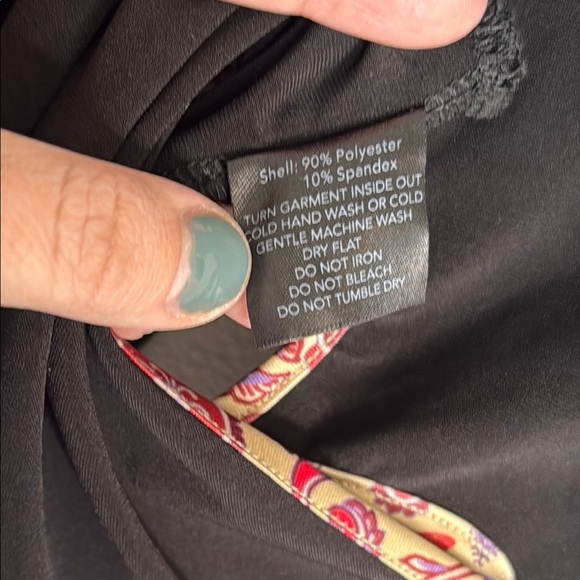 Shell: 90% Polyester
10% Spandex
TURN GARMENT INSIDE OUT
COLD HAND WASH OR COLD
GENTLE MACHINE WASH
DRY FLAT
DO NOT IRON
DO NOT BLEACH
DO NOT TUMBLE DRY